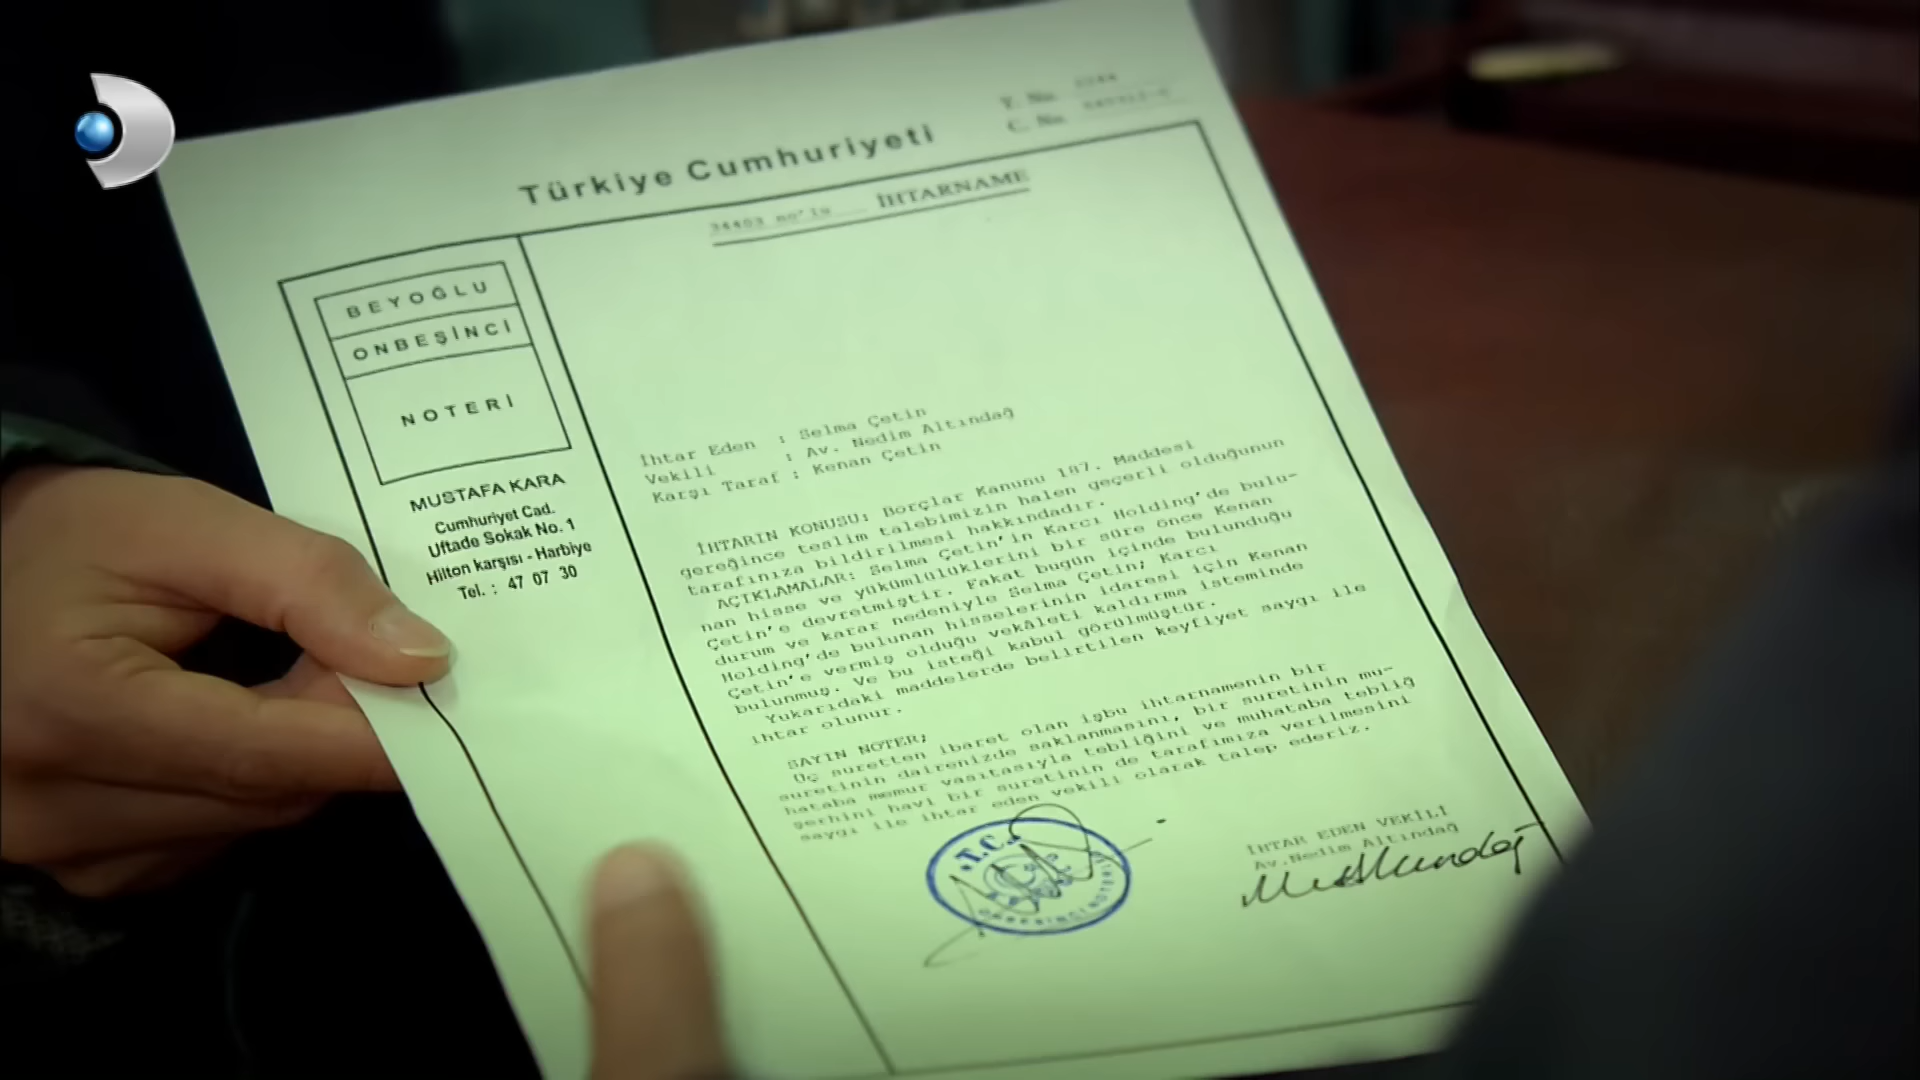 Y. No.
C. No.
Türkiye Cumhuriyeti
34403 no'lu İHTARNAME
BEYOĞLU
ONBEŞİNCİ
NOTERİ
MUSTAFA KARA
Cumhuriyet Cad.
Uftade Sokak No. 1
Hilton karşısı - Harbiye
Tel. : 47 07 30
İhtar Eden : Selma Çetin
Vekili : Av. Nedim Altındağ
Karşı Taraf : Kenan Çetin
İHTARIN KONUSU; Borçlar Kanunu 187. Maddesi
gereğince teslim talebimizin halen geçerli olduğunun
tarafınıza bildirilmesi hakkındadır.
AÇIKLAMALAR: Selma Çetin'in Karcı Holding'de bulu-
nan hisse ve yükümlülüklerini bir süre önce Kenan
Çetin'e devretmiştir. Fakat bugün içinde bulunduğu
durum ve karar nedeniyle Selma Çetin; Karcı
Holding'de bulunan hisselerinin idaresi için Kenan
Çetin'e vermiş olduğu vekâleti kaldırma isteminde
bulunmuş. Ve bu isteği kabul görülmüştür.
Yukarıdaki maddelerde belirtilen keyfiyet saygı ile
ihtar olunur.
SAYIN NOTER;
Üç suretten ibaret olan işbu ihtarnamenin bir
suretinin dairenizde saklanmasını, bir suretinin mu-
hataba memur vasıtasıyla tebliğini ve muhataba tebliğ
şerhini havi bir suretinin de tarafımıza verilmesini
saygı ile ihtar eden vekili olarak talep ederiz.
T.C.
İHTAR EDEN VEKİLİ
Av.Nedim Altındağ